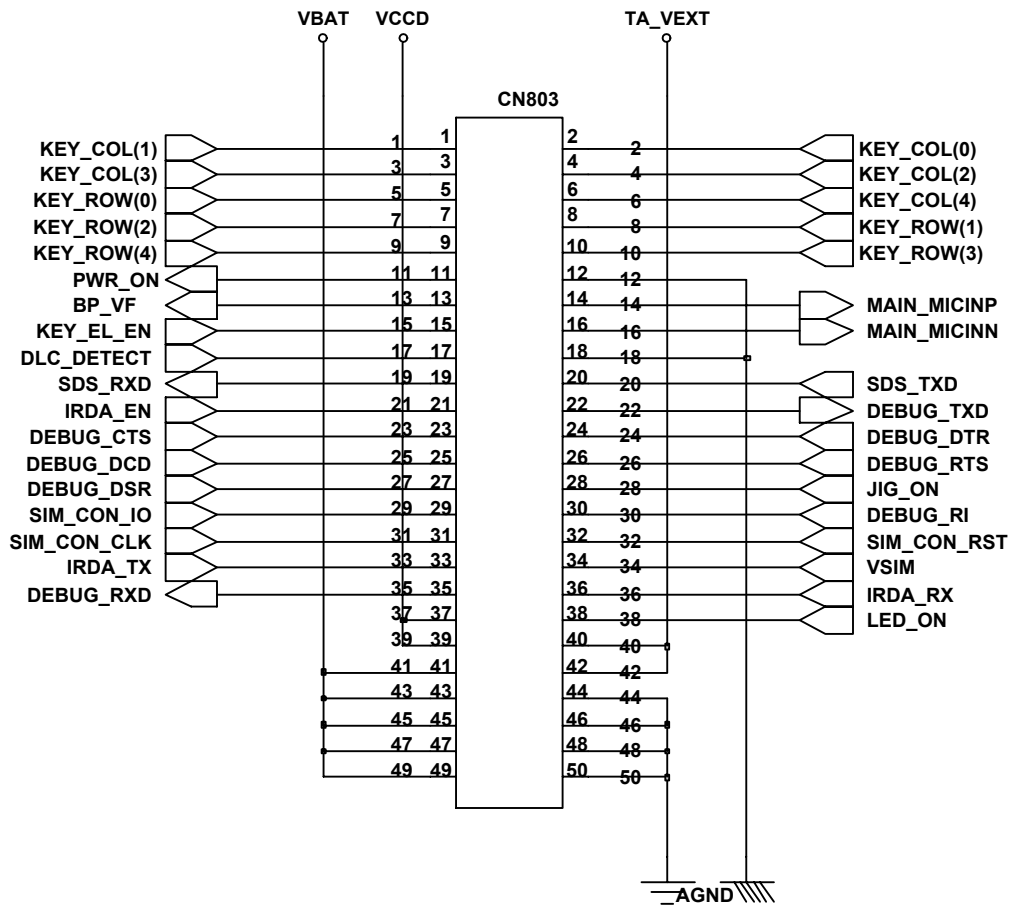 VBAT VCCD TA_VEXT
CN803
KEY_COL(1) 1 1 2 2 KEY_COL(0)
KEY_COL(3) 3 3 4 4 KEY_COL(2)
KEY_ROW(0) 5 5 6 6 KEY_COL(4)
KEY_ROW(2) 7 7 8 8 KEY_ROW(1)
KEY_ROW(4) 9 9 10 10 KEY_ROW(3)
PWR_ON 11 11 12 12
BP_VF 13 13 14 14 MAIN_MICINP
KEY_EL_EN 15 15 16 16 MAIN_MICINN
DLC_DETECT 17 17 18 18
SDS_RXD 19 19 20 20 SDS_TXD
IRDA_EN 21 21 22 22 DEBUG_TXD
DEBUG_CTS 23 23 24 24 DEBUG_DTR
DEBUG_DCD 25 25 26 26 DEBUG_RTS
DEBUG_DSR 27 27 28 28 JIG_ON
SIM_CON_IO 29 29 30 30 DEBUG_RI
SIM_CON_CLK 31 31 32 32 SIM_CON_RST
IRDA_TX 33 33 34 34 VSIM
DEBUG_RXD 35 35 36 36 IRDA_RX
37 37 38 38 LED_ON
39 39 40 40
41 41 42 42
43 43 44 44
45 45 46 46
47 47 48 48
49 49 50 50
_AGND